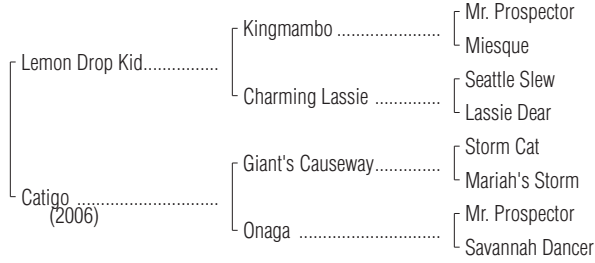 Mr. Prospector
Kingmambo ....................
Miesque
Lemon Drop Kid...............
Seattle Slew
Charming Lassie .............
Lassie Dear
Storm Cat
Giant's Causeway.............
Mariah's Storm
Catigo ............................
(2006)
Mr. Prospector
Onaga ............................
Savannah Dancer